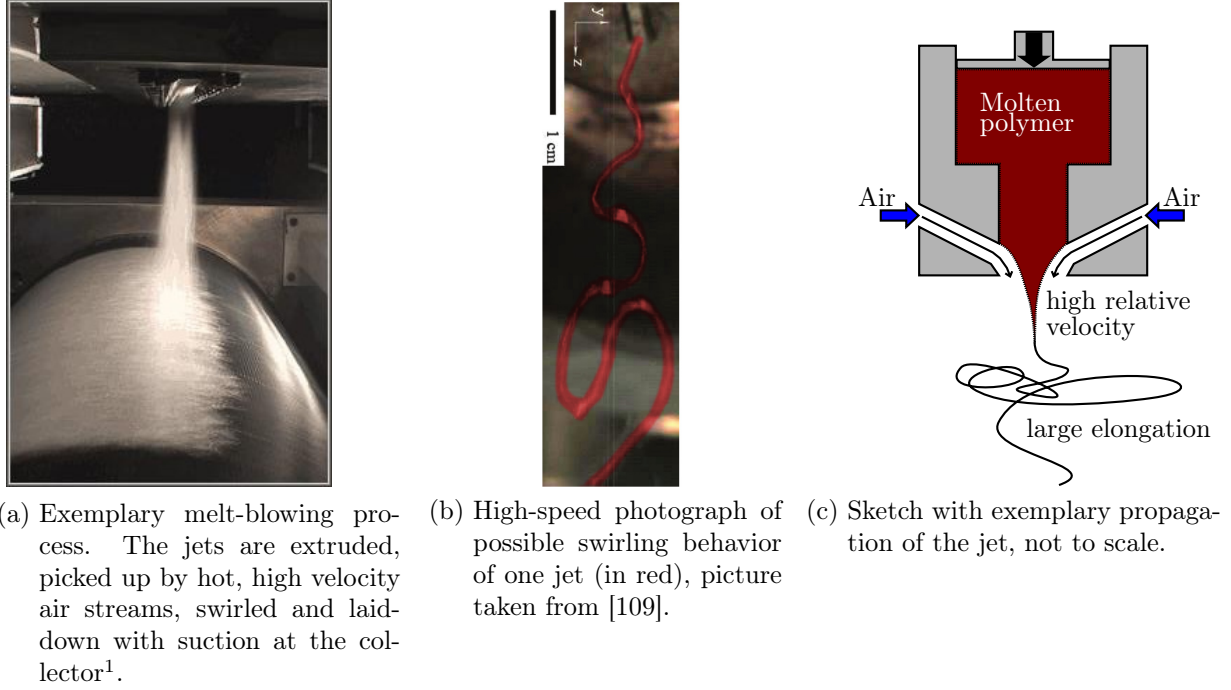 y
z
1 cm
Molten
polymer
Air
Air
high relative
velocity
large elongation
(a) Exemplary melt-blowing pro-
cess. The jets are extruded,
picked up by hot, high velocity
air streams, swirled and laid-
down with suction at the col-
lector¹.
(b) High-speed photograph of
possible swirling behavior
of one jet (in red), picture
taken from [109].
(c) Sketch with exemplary propaga-
tion of the jet, not to scale.